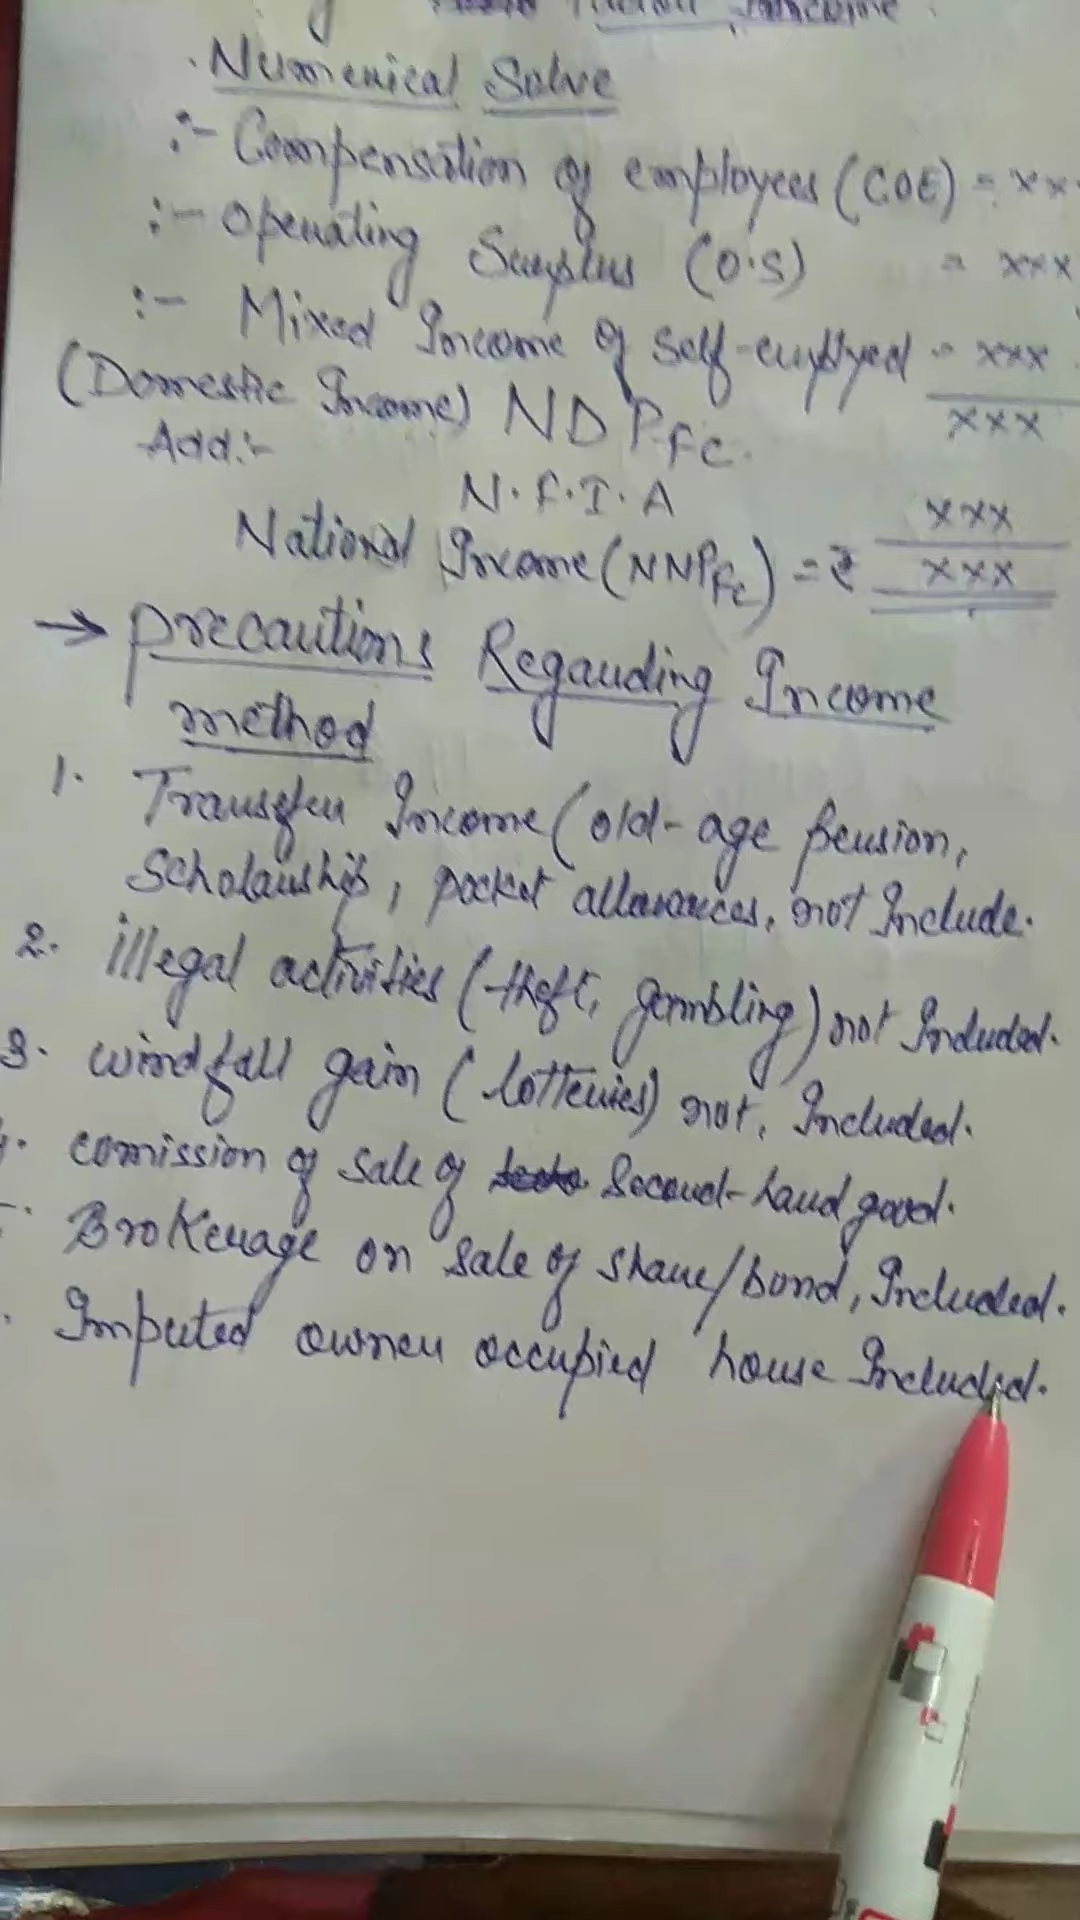 Income.
Numerical Solve
:- Compensation of employees (COE) = xx
:- Operating Surplus (O.S) = xxx
:- Mixed Income of self-employed = xxx
(Domestic Income) NDPFC. xxx
Add:-
N.F.I.A xxx
National Income (NNPFC) = ₹ xxx
→ Precautions Regarding Income
method
1. Transfer Income (old-age pension,
Scholarship, pocket allowances, not Include.
2. illegal activities (theft, gambling) not Included.
3. windfall gain (lotteries) not, Included.
comission of sale of Second-hand good.
Brokerage on sale of share/bond, Included.
Imputed owner occupied house Included.